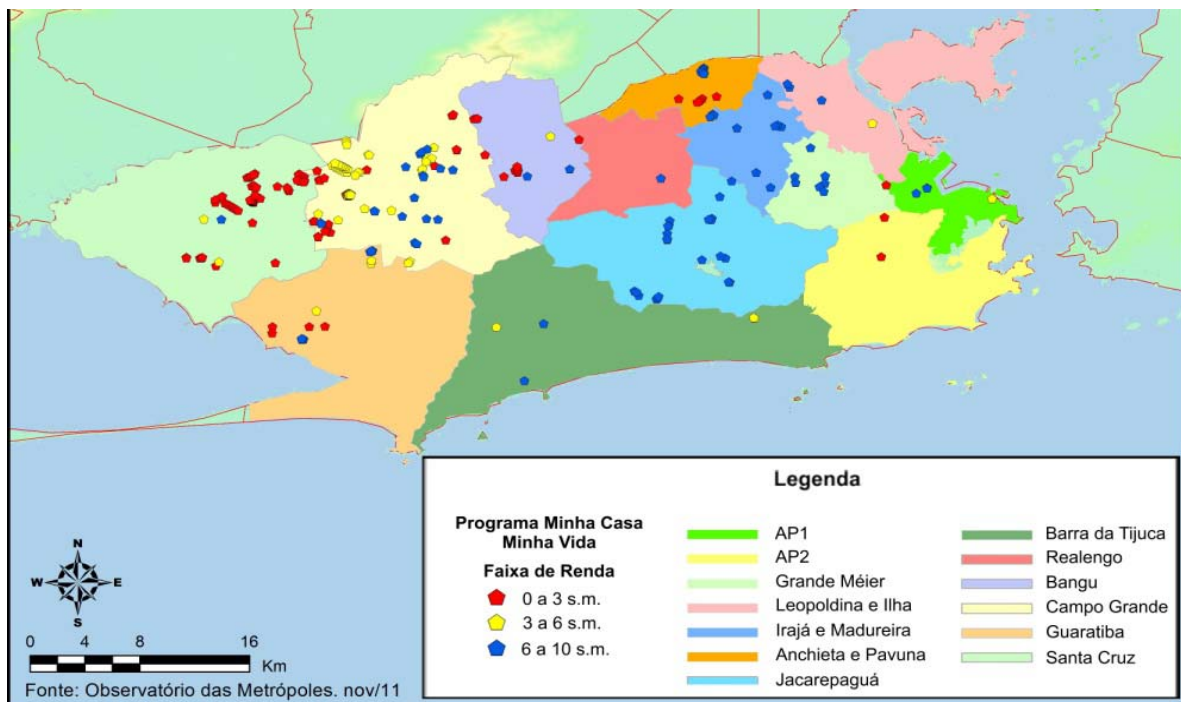 Legenda
Programa Minha Casa
Minha Vida
Faixa de Renda
0 a 3 s.m.
3 a 6 s.m.
6 a 10 s.m.
AP1
AP2
Grande Méier
Leopoldina e Ilha
Irajá e Madureira
Anchieta e Pavuna
Jacarepaguá
Barra da Tijuca
Realengo
Bangu
Campo Grande
Guaratiba
Santa Cruz
N
W E
S
0 4 8 16
Km
Fonte: Observatório das Metrópoles. nov/11